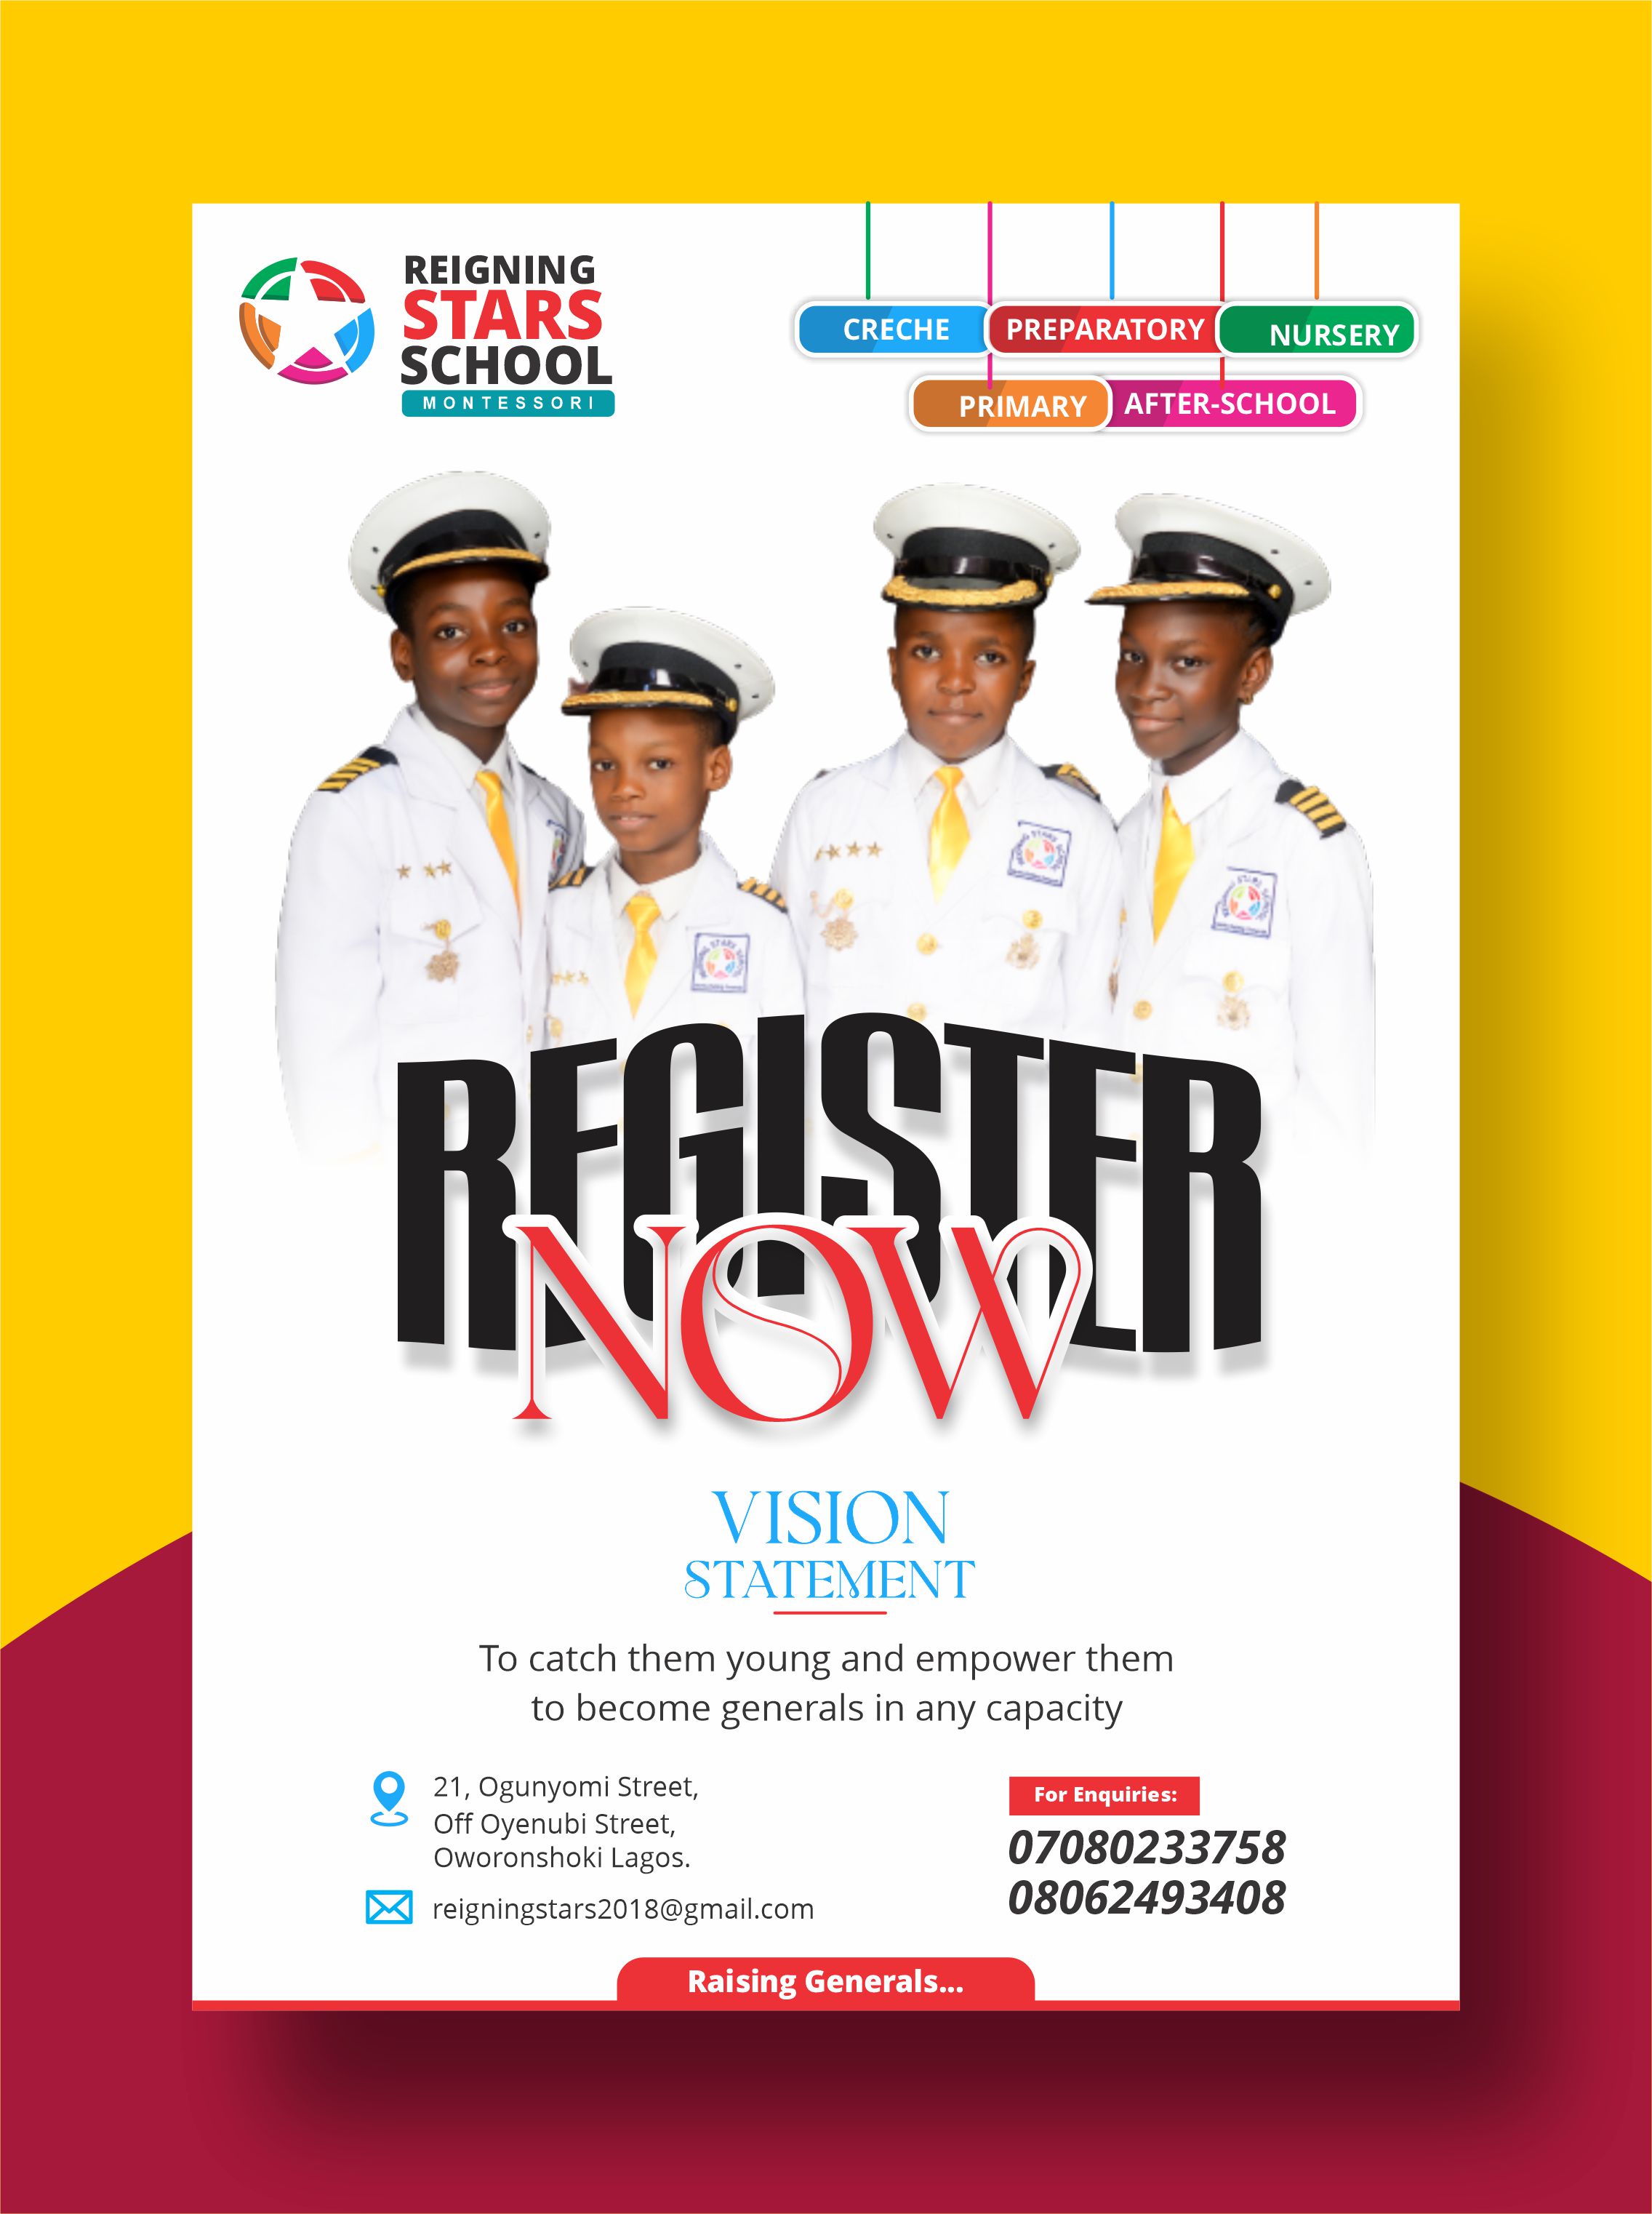 REIGNING
STARS
SCHOOL
MONTESSORI
CRECHE PREPARATORY NURSERY
PRIMARY AFTER-SCHOOL
REGISTER
NOW
VISION
STATEMENT
To catch them young and empower them
to become generals in any capacity
21, Ogunyomi Street,
Off Oyenubi Street,
Oworonshoki Lagos.
reigningstars2018@gmail.com
For Enquiries:
07080233758
08062493408
Raising Generals...